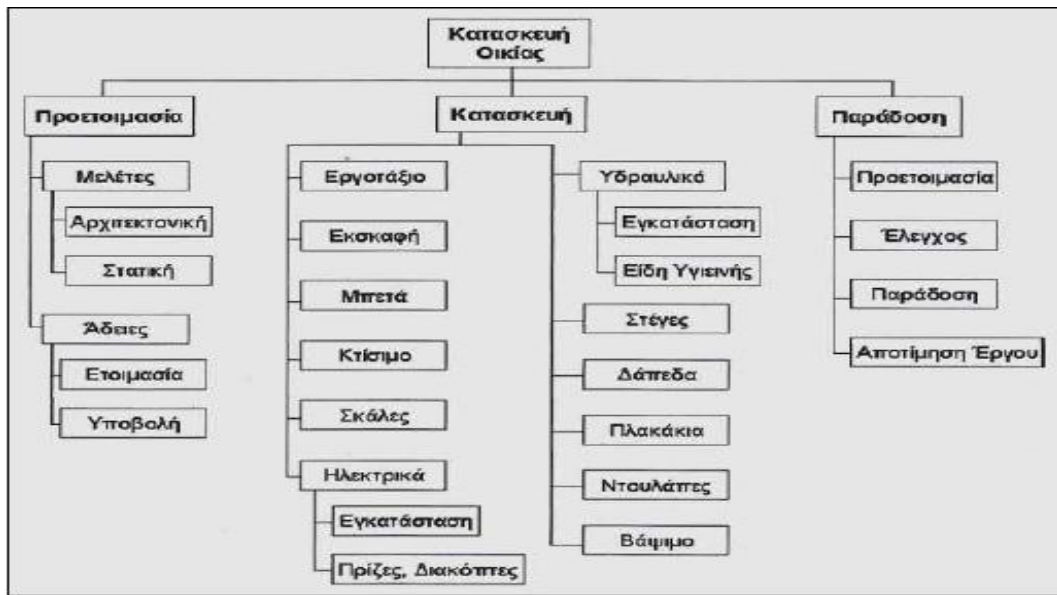 Κατασκευή
Οικίας
Προετοιμασία
Μελέτες
Αρχιτεκτονική
Στατική
Άδειες
Ετοιμασία
Υποβολή
Κατασκευή
Εργοτάξιο
Εκσκαφή
Μπετά
Κτίσιμο
Σκάλες
Ηλεκτρικά
Εγκατάσταση
Πρίζες, Διακόπτες
Υδραυλικά
Εγκατάσταση
Είδη Υγιεινής
Στέγες
Δάπεδα
Πλακάκια
Ντουλάπες
Βάψιμο
Παράδοση
Προετοιμασία
Έλεγχος
Παράδοση
Αποτίμηση Έργου